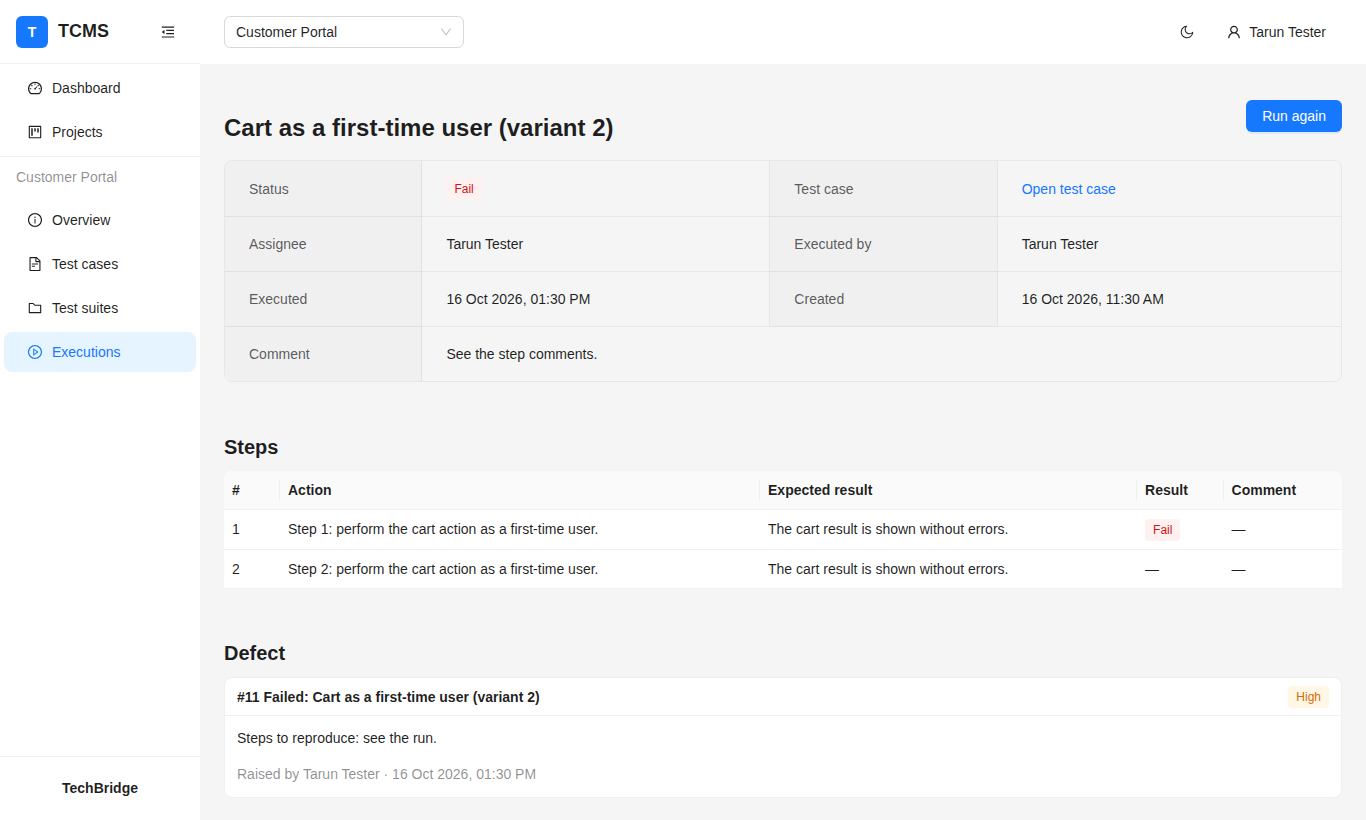 T TCMS
Customer Portal
Tarun Tester
Dashboard
Projects
Customer Portal
Overview
Test cases
Test suites
Executions
TechBridge
Cart as a first-time user (variant 2)
Run again
Status Fail Test case Open test case
Assignee Tarun Tester Executed by Tarun Tester
Executed 16 Oct 2026, 01:30 PM Created 16 Oct 2026, 11:30 AM
Comment See the step comments.
Steps
# Action Expected result Result Comment
1 Step 1: perform the cart action as a first-time user. The cart result is shown without errors. Fail —
2 Step 2: perform the cart action as a first-time user. The cart result is shown without errors. — —
Defect
#11 Failed: Cart as a first-time user (variant 2) High
Steps to reproduce: see the run.
Raised by Tarun Tester · 16 Oct 2026, 01:30 PM